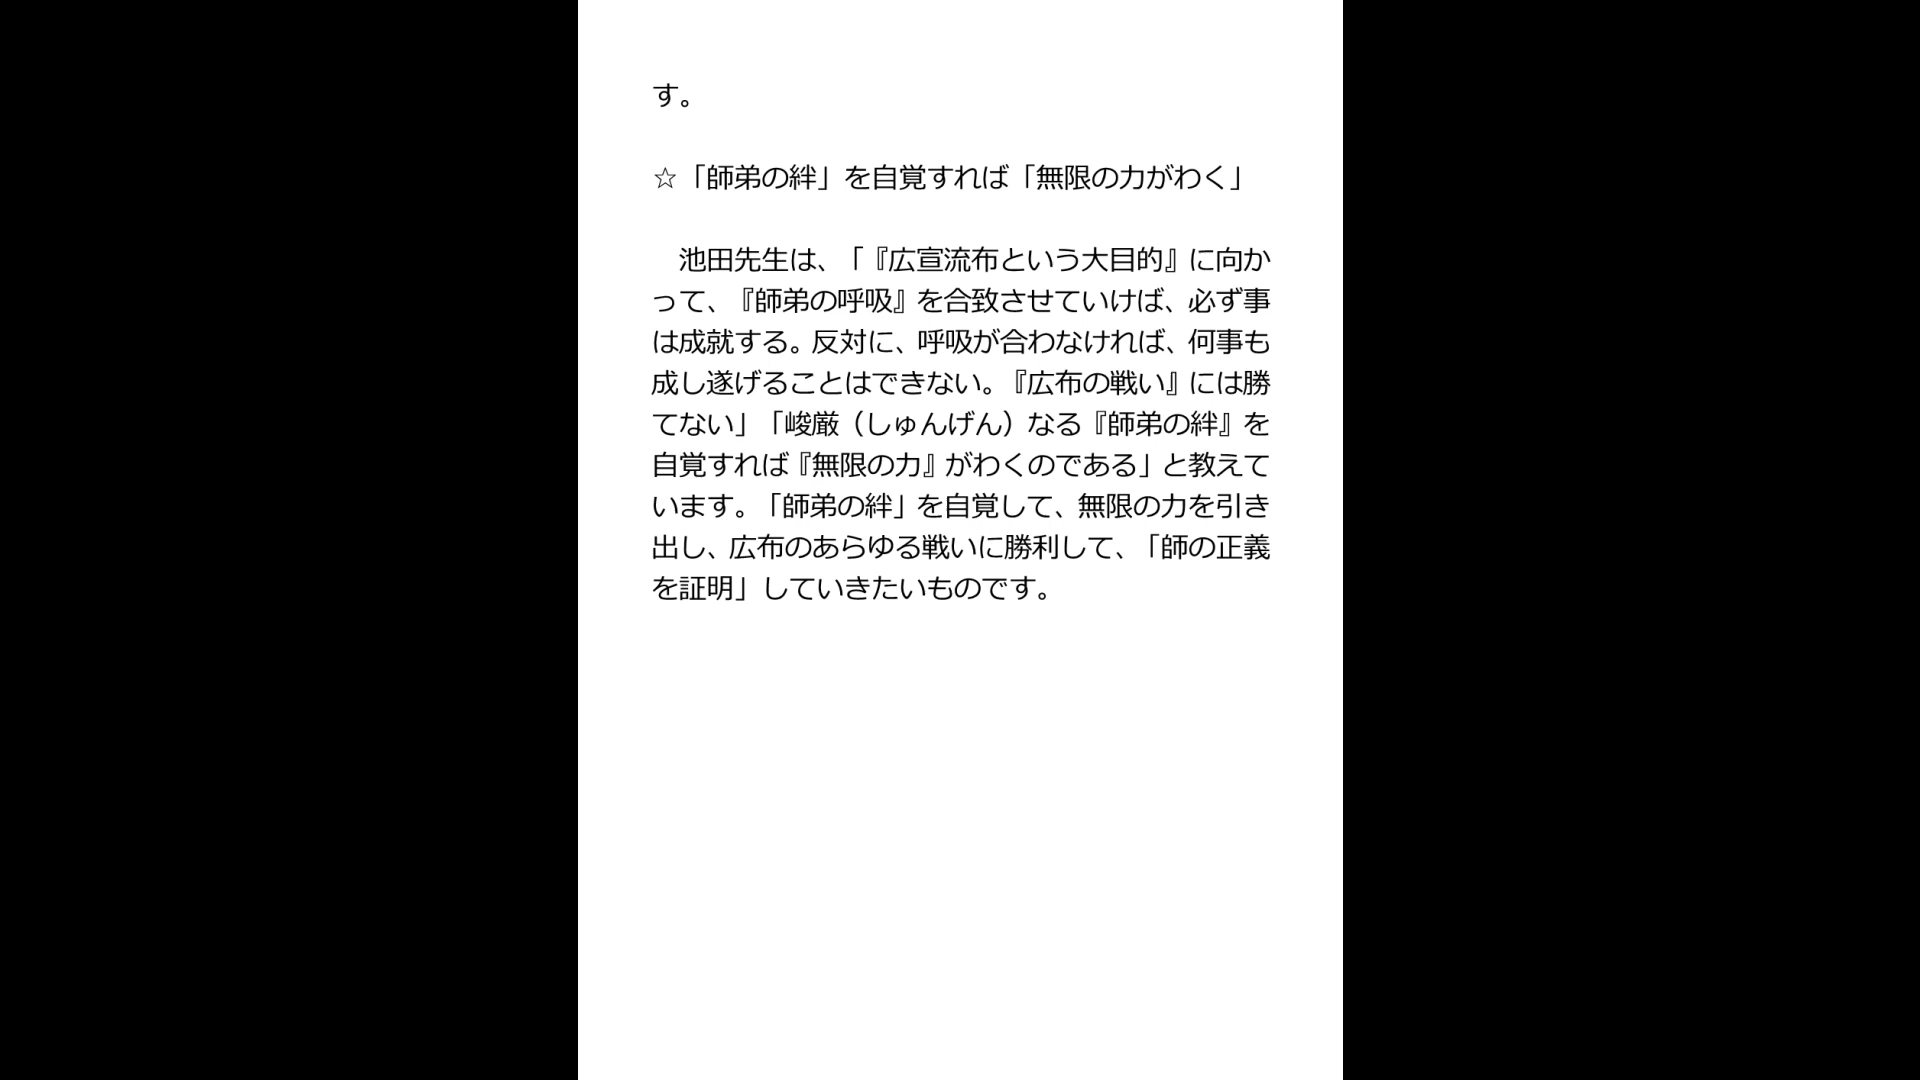 す。
☆「師弟の絆」を自覚すれば「無限の力がわく」
　池田先生は、「『広宣流布という大目的』に向か
って、『師弟の呼吸』を合致させていけば、必ず事
は成就する。反対に、呼吸が合わなければ、何事も
成し遂げることはできない。『広布の戦い』には勝
てない」「峻厳（しゅんげん）なる『師弟の絆』を
自覚すれば『無限の力』がわくのである」と教えて
います。「師弟の絆」を自覚して、無限の力を引き
出し、広布のあらゆる戦いに勝利して、「師の正義
を証明」していきたいものです。